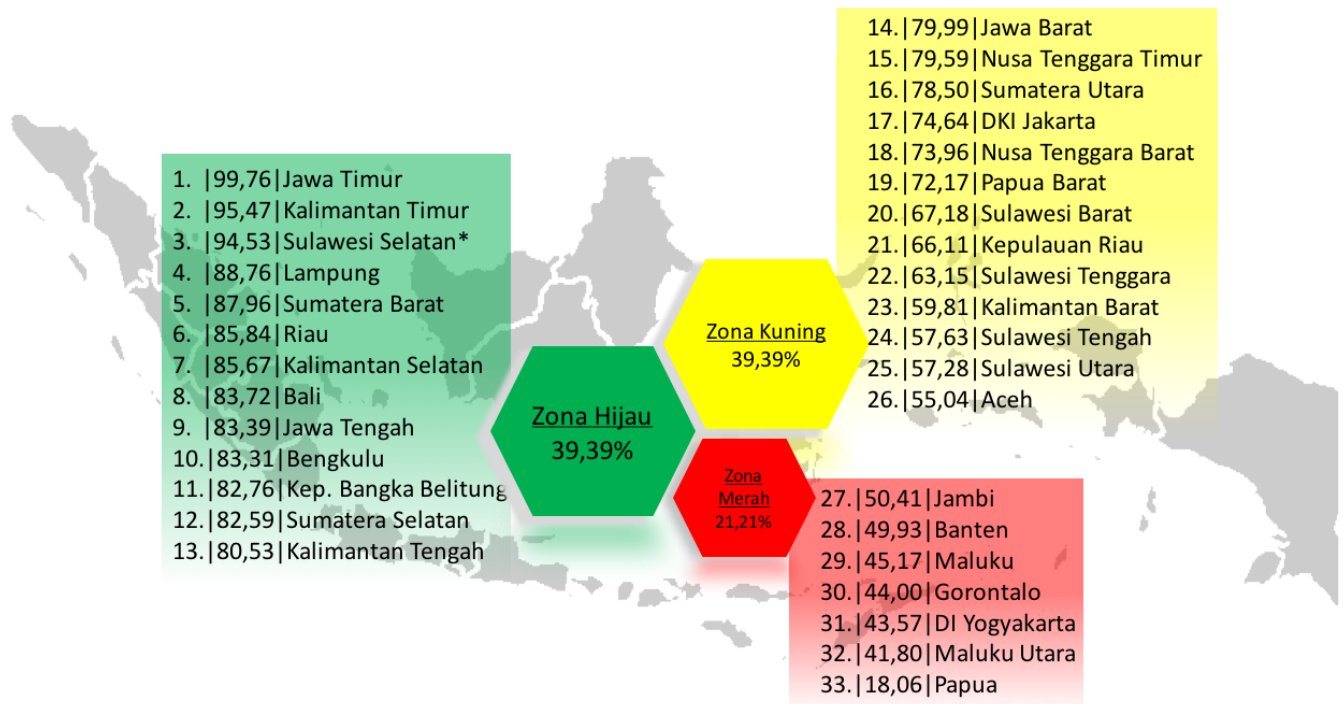 1. |99,76|Jawa Timur
2. |95,47|Kalimantan Timur
3. |94,53|Sulawesi Selatan*
4. |88,76|Lampung
5. |87,96|Sumatera Barat
6. |85,84|Riau
7. |85,67|Kalimantan Selatan
8. |83,72|Bali
9. |83,39|Jawa Tengah
10.|83,31|Bengkulu
11.|82,76|Kep. Bangka Belitung
12.|82,59|Sumatera Selatan
13.|80,53|Kalimantan Tengah
Zona Hijau
39,39%
Zona Kuning
39,39%
Zona
Merah
21,21%
14.|79,99|Jawa Barat
15.|79,59|Nusa Tenggara Timur
16.|78,50|Sumatera Utara
17.|74,64|DKI Jakarta
18.|73,96|Nusa Tenggara Barat
19.|72,17|Papua Barat
20.|67,18|Sulawesi Barat
21.|66,11|Kepulauan Riau
22.|63,15|Sulawesi Tenggara
23.|59,81|Kalimantan Barat
24.|57,63|Sulawesi Tengah
25.|57,28|Sulawesi Utara
26.|55,04|Aceh
27.|50,41|Jambi
28.|49,93|Banten
29.|45,17|Maluku
30.|44,00|Gorontalo
31.|43,57|DI Yogyakarta
32.|41,80|Maluku Utara
33.|18,06|Papua